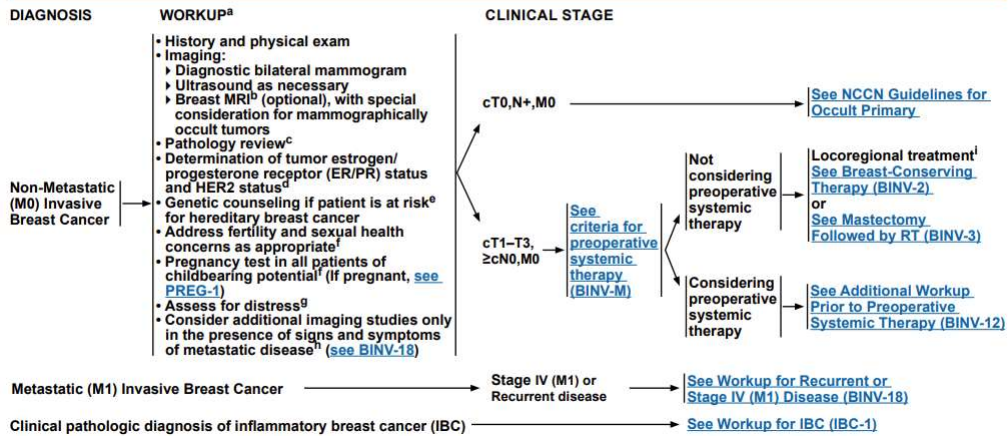 DIAGNOSIS
WORKUPa
CLINICAL STAGE
Non-Metastatic
(M0) Invasive
Breast Cancer
• History and physical exam
• Imaging:
▸ Diagnostic bilateral mammogram
▸ Ultrasound as necessary
▸ Breast MRIb (optional), with special
consideration for mammographically
occult tumors
• Pathology reviewc
• Determination of tumor estrogen/
progesterone receptor (ER/PR) status
and HER2 statusd
• Genetic counseling if patient is at riske
for hereditary breast cancer
• Address fertility and sexual health
concerns as appropriatef
• Pregnancy test in all patients of
childbearing potentialf (If pregnant, see
PREG-1)
• Assess for distressg
• Consider additional imaging studies only
in the presence of signs and symptoms
of metastatic diseaseh (see BINV-18)
cT0,N+,M0
See NCCN Guidelines for
Occult Primary
cT1–T3,
≥cN0,M0
See
criteria for
preoperative
systemic
therapy
(BINV-M)
Not
considering
preoperative
systemic
therapy
Locoregional treatmenti
See Breast-Conserving
Therapy (BINV-2)
or
See Mastectomy
Followed by RT (BINV-3)
Considering
preoperative
systemic
therapy
See Additional Workup
Prior to Preoperative
Systemic Therapy (BINV-12)
Metastatic (M1) Invasive Breast Cancer
Stage IV (M1) or
Recurrent disease
See Workup for Recurrent or
Stage IV (M1) Disease (BINV-18)
Clinical pathologic diagnosis of inflammatory breast cancer (IBC)
See Workup for IBC (IBC-1)